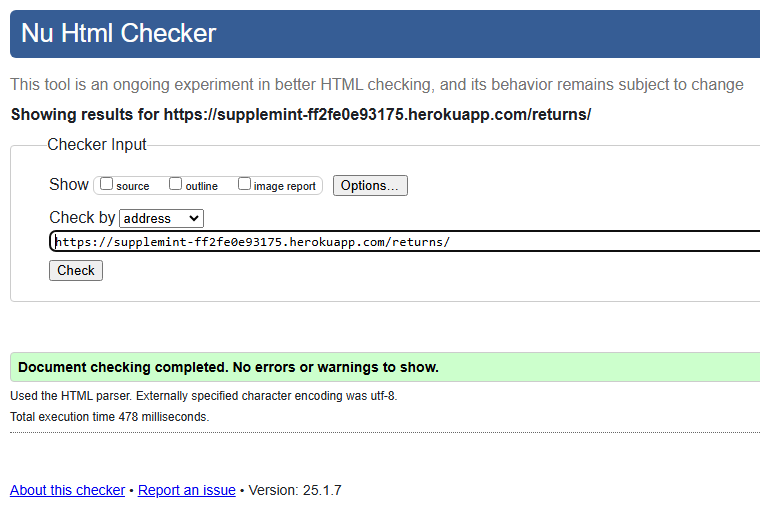 Nu Html Checker
This tool is an ongoing experiment in better HTML checking, and its behavior remains subject to change
Showing results for https://supplemint-ff2fe0e93175.herokuapp.com/returns/
Checker Input
Show source outline image report Options...
Check by address
https://supplemint-ff2fe0e93175.herokuapp.com/returns/
Check
Document checking completed. No errors or warnings to show.
Used the HTML parser. Externally specified character encoding was utf-8.
Total execution time 478 milliseconds.
About this checker • Report an issue • Version: 25.1.7